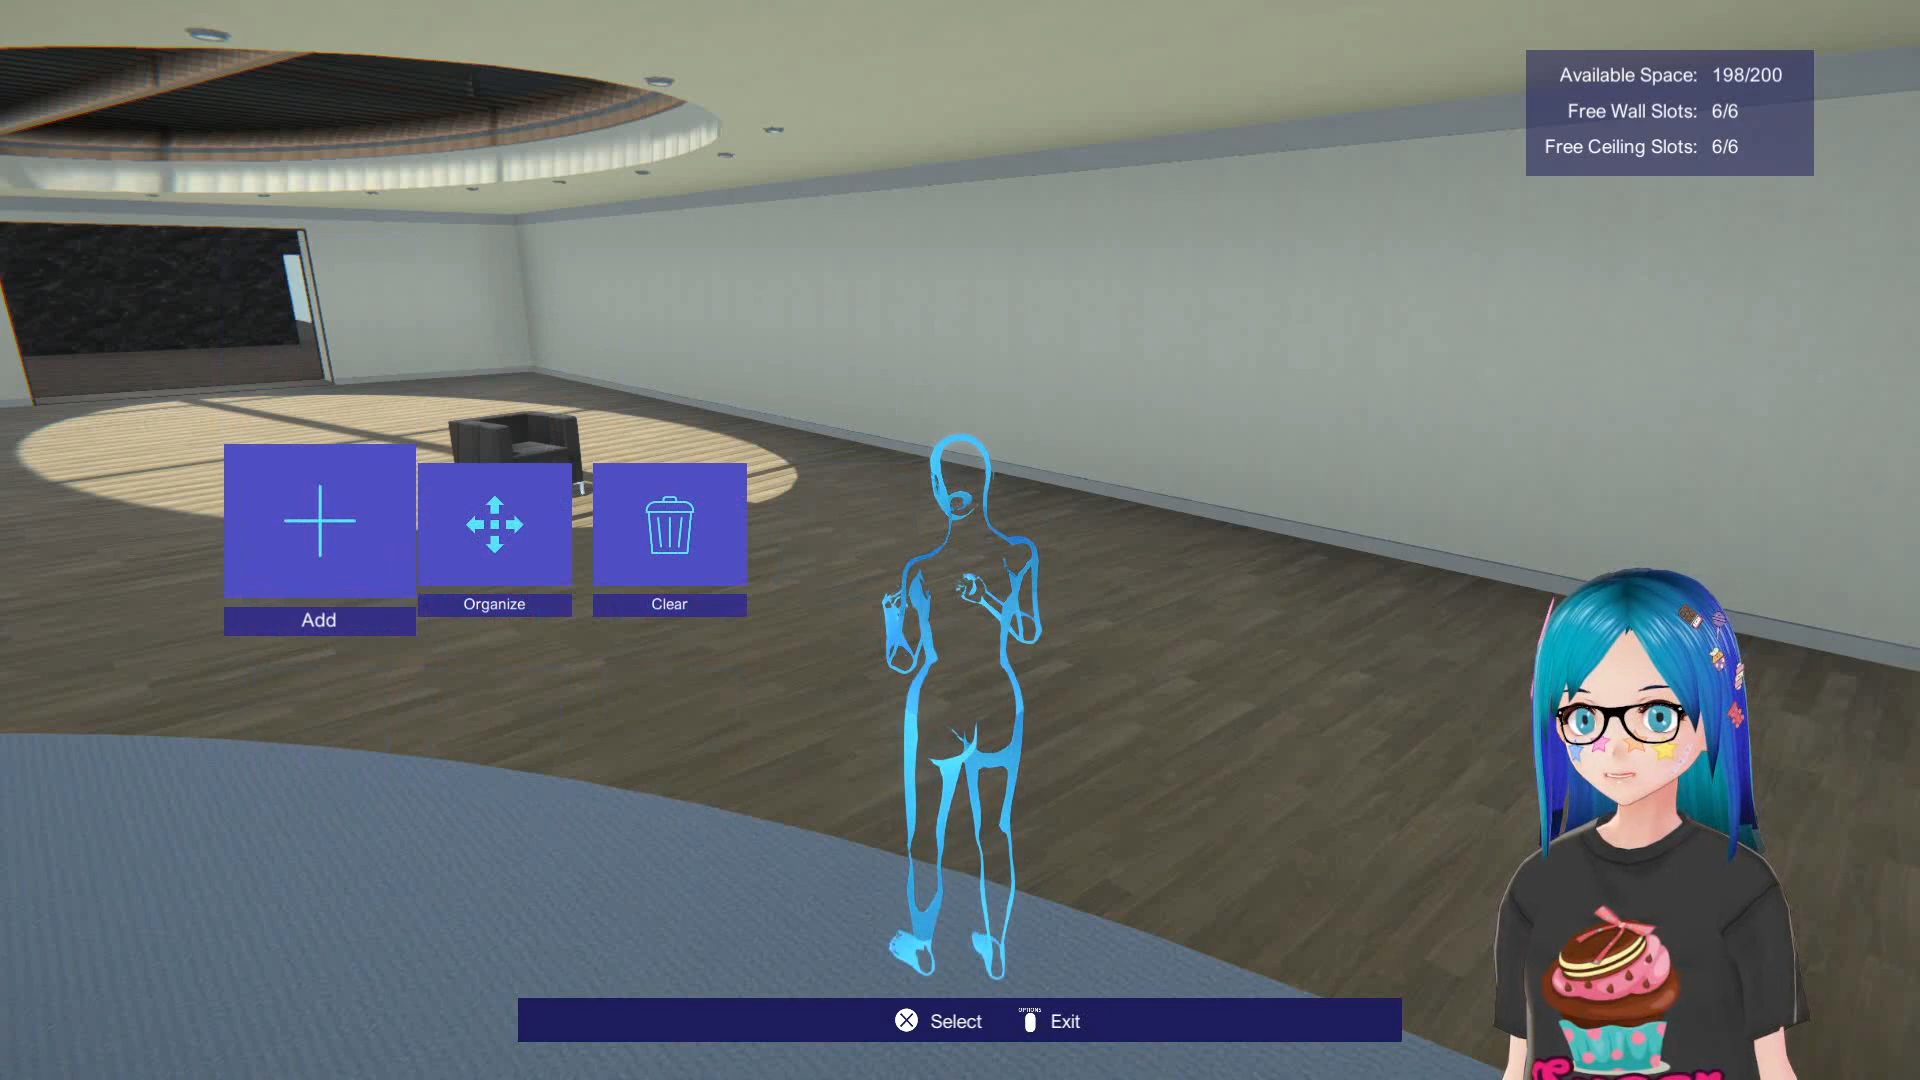 Available Space: 198/200
Free Wall Slots: 6/6
Free Ceiling Slots: 6/6
Add
Organize
Clear
Select
OPTIONS
Exit